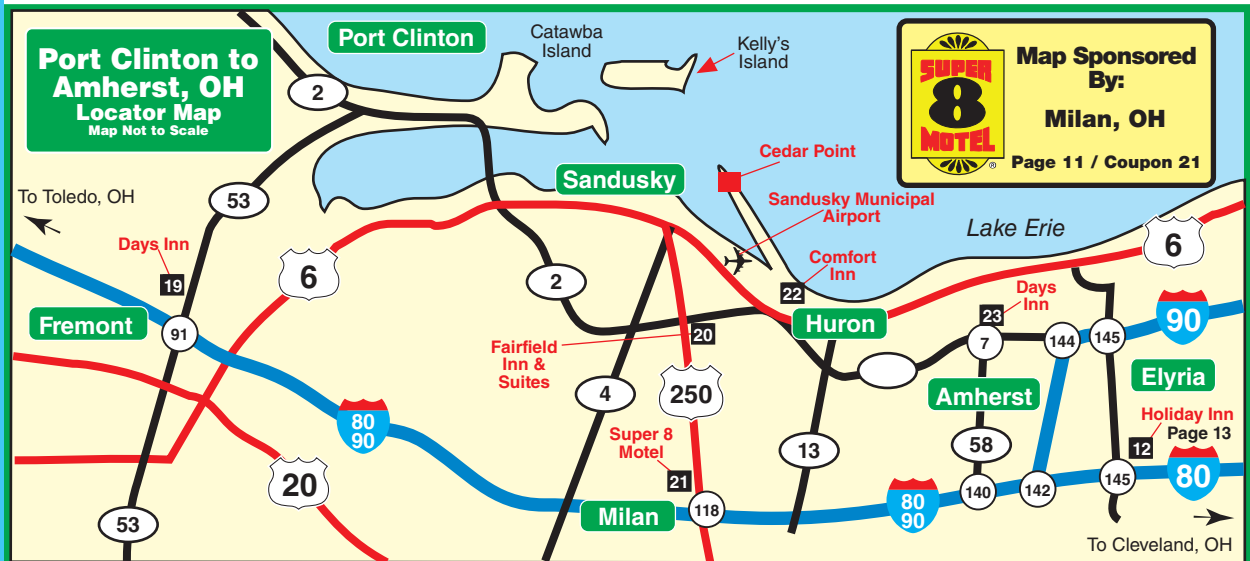 Port Clinton to
Amherst, OH
Locator Map
Map Not to Scale
Port Clinton
Catawba
Island
Kelly's
Island
SUPER
8
MOTEL
®
Map Sponsored
By:
Milan, OH
Page 11 / Coupon 21
2
53
To Toledo, OH
Days Inn
19
6
Fremont
91
Sandusky
Cedar Point
Sandusky Municipal
Airport
Lake Erie
6
2
Comfort
Inn
22
Huron
Days
Inn
23
7
144
145
90
Fairfield
Inn &
Suites
20
4
250
Amherst
Elyria
80
90
Super 8
Motel
21
13
58
Holiday Inn
Page 13
12
20
53
Milan
118
80
90
140
142
145
80
To Cleveland, OH